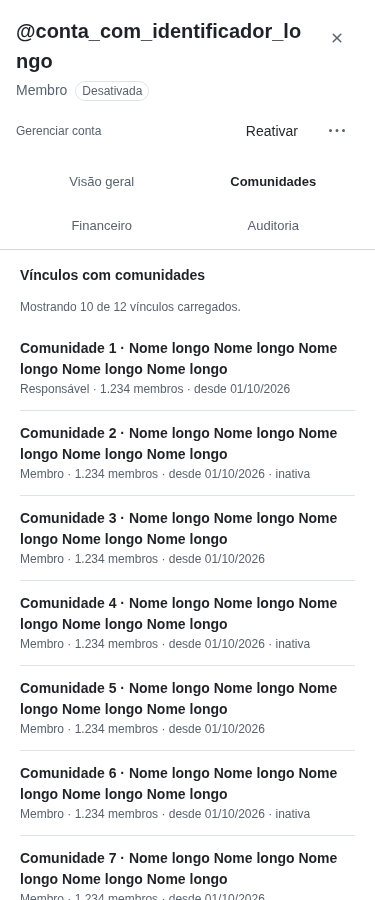 @conta_com_identificador_lo
ngo
×
Membro Desativada
Gerenciar conta Reativar ···
Visão geral Comunidades
Financeiro Auditoria
Vínculos com comunidades
Mostrando 10 de 12 vínculos carregados.
Comunidade 1 · Nome longo Nome longo Nome
longo Nome longo Nome longo
Responsável · 1.234 membros · desde 01/10/2026
Comunidade 2 · Nome longo Nome longo Nome
longo Nome longo Nome longo
Membro · 1.234 membros · desde 01/10/2026 · inativa
Comunidade 3 · Nome longo Nome longo Nome
longo Nome longo Nome longo
Membro · 1.234 membros · desde 01/10/2026
Comunidade 4 · Nome longo Nome longo Nome
longo Nome longo Nome longo
Membro · 1.234 membros · desde 01/10/2026 · inativa
Comunidade 5 · Nome longo Nome longo Nome
longo Nome longo Nome longo
Membro · 1.234 membros · desde 01/10/2026
Comunidade 6 · Nome longo Nome longo Nome
longo Nome longo Nome longo
Membro · 1.234 membros · desde 01/10/2026 · inativa
Comunidade 7 · Nome longo Nome longo Nome
longo Nome longo Nome longo
Membro · 1.234 membros · desde 01/10/2026